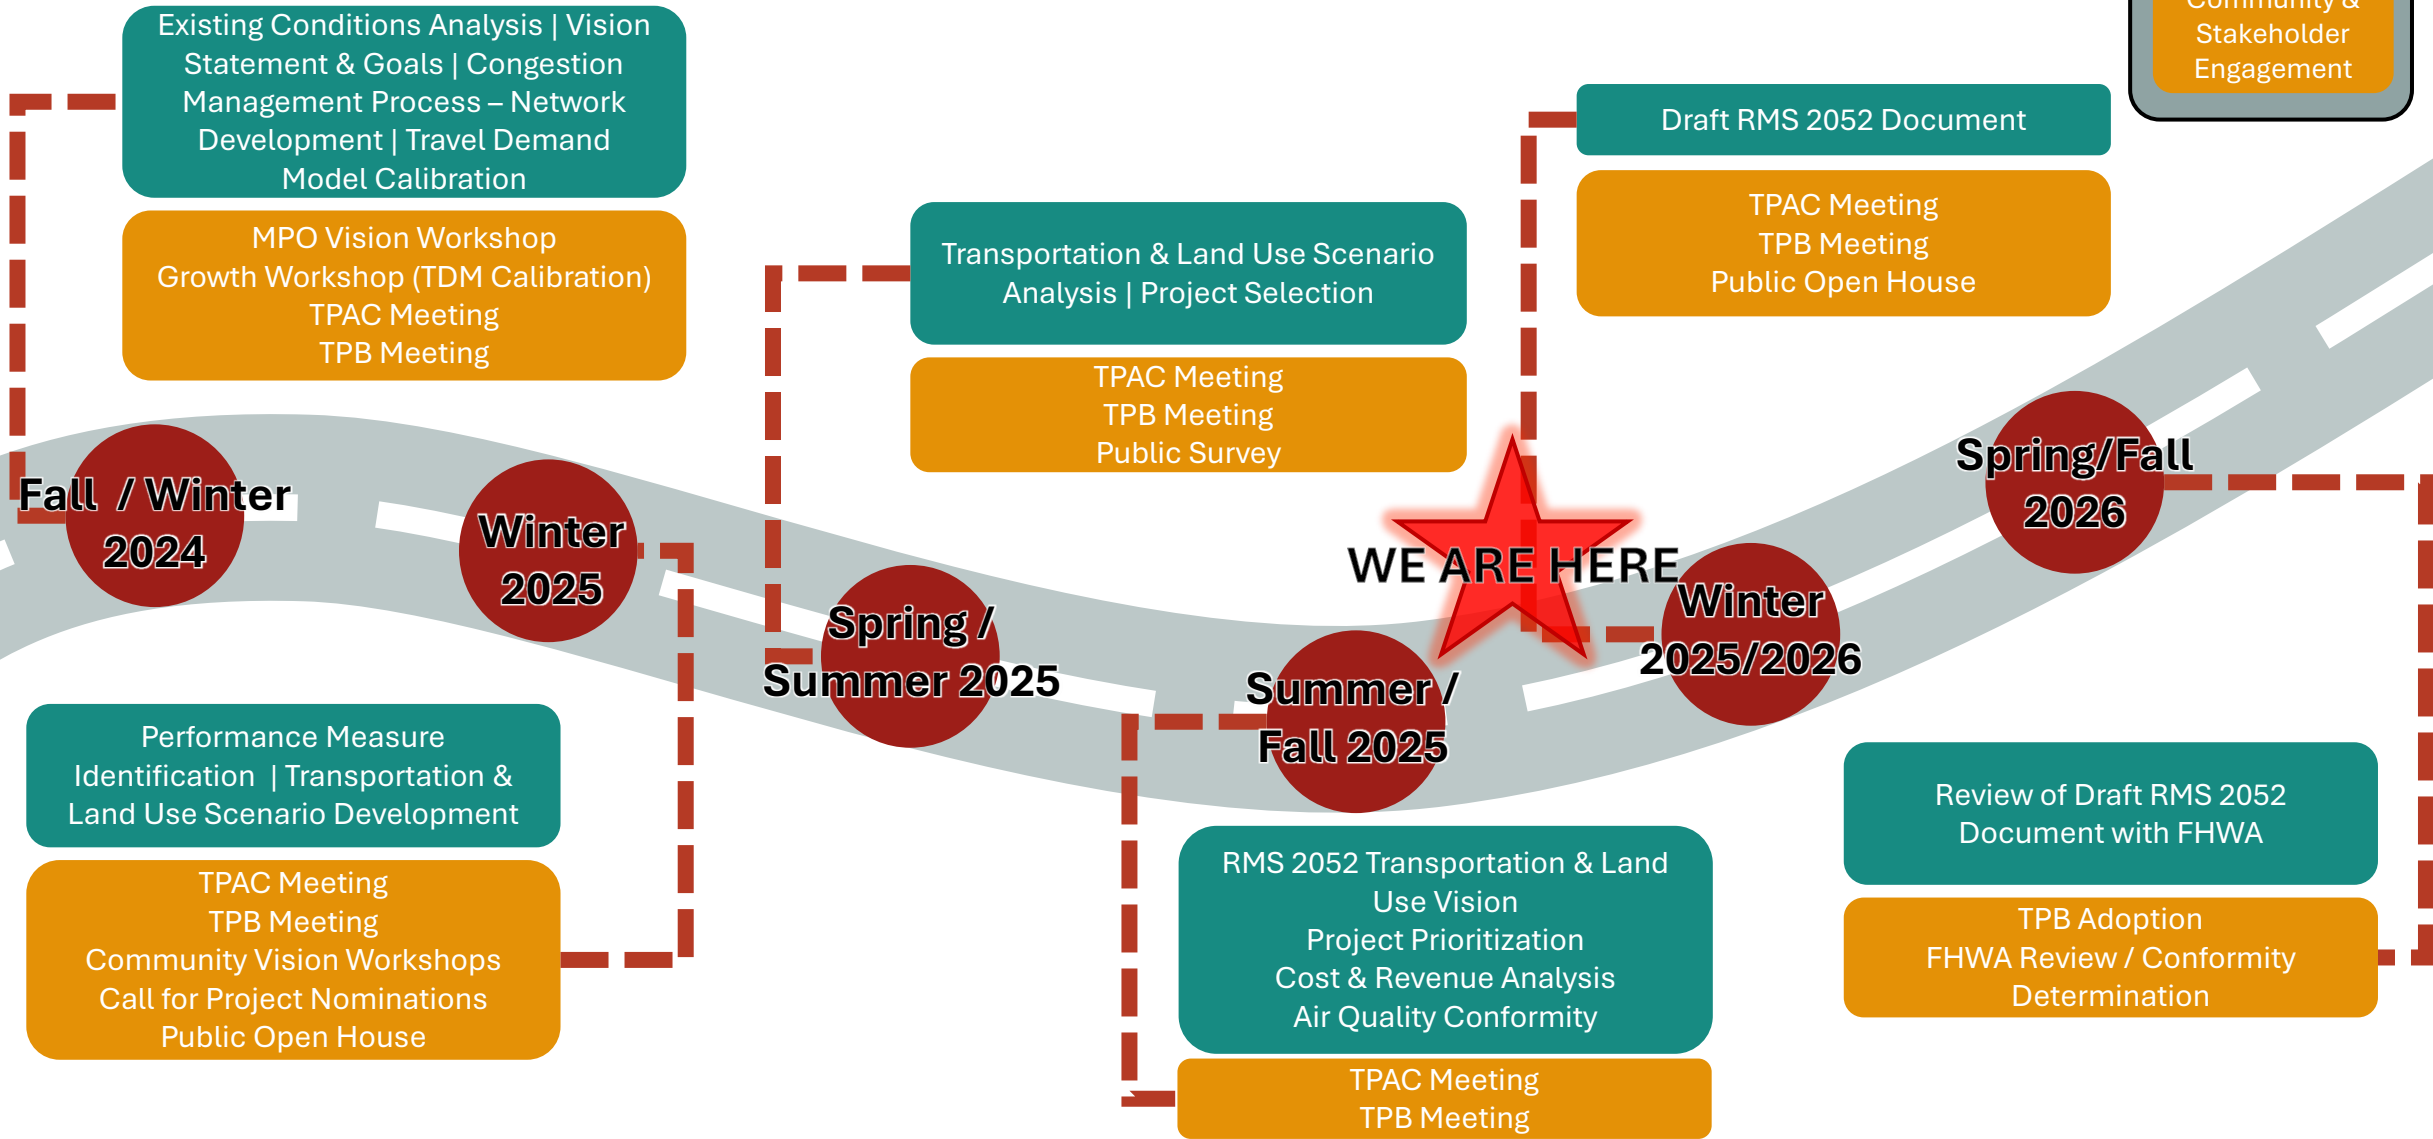 Existing Conditions Analysis | Vision
Statement & Goals | Congestion
Management Process – Network
Development | Travel Demand
Model Calibration
MPO Vision Workshop
Growth Workshop (TDM Calibration)
TPAC Meeting
TPB Meeting
Fall / Winter
2024
Winter
2025
Performance Measure
Identification | Transportation &
Land Use Scenario Development
TPAC Meeting
TPB Meeting
Community Vision Workshops
Call for Project Nominations
Public Open House
Transportation & Land Use Scenario
Analysis | Project Selection
TPAC Meeting
TPB Meeting
Public Survey
Spring /
Summer 2025
Summer /
Fall 2025
RMS 2052 Transportation & Land
Use Vision
Project Prioritization
Cost & Revenue Analysis
Air Quality Conformity
TPAC Meeting
TPB Meeting
WE ARE HERE
Draft RMS 2052 Document
TPAC Meeting
TPB Meeting
Public Open House
Winter
2025/2026
Spring/Fall
2026
Review of Draft RMS 2052
Document with FHWA
TPB Adoption
FHWA Review / Conformity
Determination
Community &
Stakeholder
Engagement